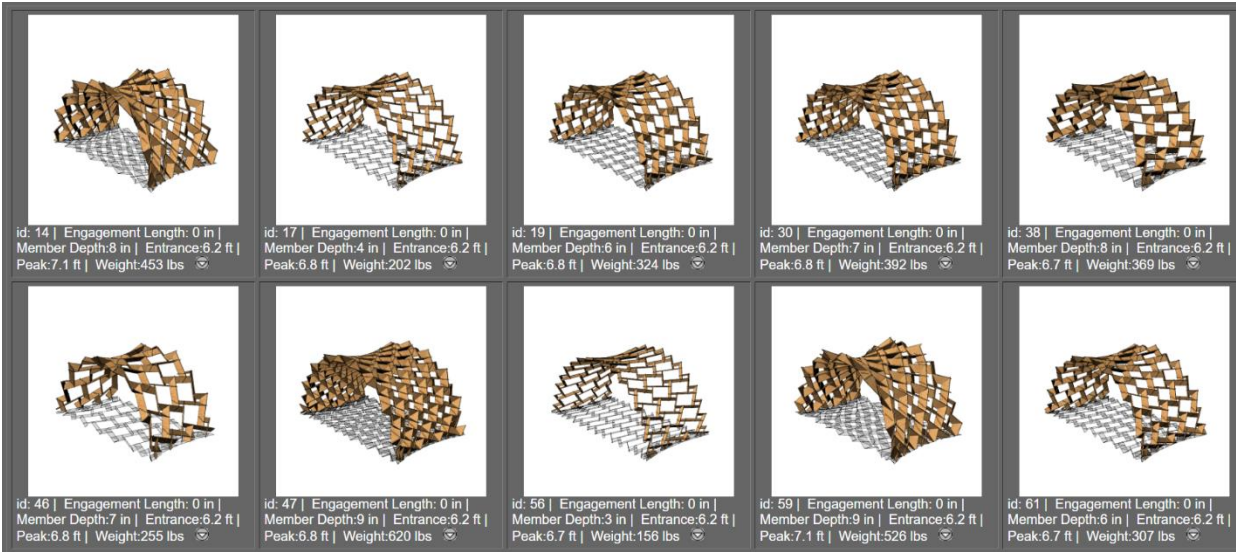 id: 14 | Engagement Length: 0 in |
Member Depth:8 in | Entrance:6.2 ft |
Peak:7.1 ft | Weight:453 lbs
id: 17 | Engagement Length: 0 in |
Member Depth:4 in | Entrance:6.2 ft |
Peak:6.8 ft | Weight:202 lbs
id: 19 | Engagement Length: 0 in |
Member Depth:6 in | Entrance:6.2 ft |
Peak:6.8 ft | Weight:324 lbs
id: 30 | Engagement Length: 0 in |
Member Depth:7 in | Entrance:6.2 ft |
Peak:6.8 ft | Weight:392 lbs
id: 38 | Engagement Length: 0 in |
Member Depth:8 in | Entrance:6.2 ft |
Peak:6.7 ft | Weight:369 lbs
id: 46 | Engagement Length: 0 in |
Member Depth:7 in | Entrance:6.2 ft |
Peak:6.8 ft | Weight:255 lbs
id: 47 | Engagement Length: 0 in |
Member Depth:9 in | Entrance:6.2 ft |
Peak:6.8 ft | Weight:620 lbs
id: 56 | Engagement Length: 0 in |
Member Depth:3 in | Entrance:6.2 ft |
Peak:6.7 ft | Weight:156 lbs
id: 59 | Engagement Length: 0 in |
Member Depth:9 in | Entrance:6.2 ft |
Peak:7.1 ft | Weight:526 lbs
id: 61 | Engagement Length: 0 in |
Member Depth:6 in | Entrance:6.2 ft |
Peak:6.7 ft | Weight:307 lbs